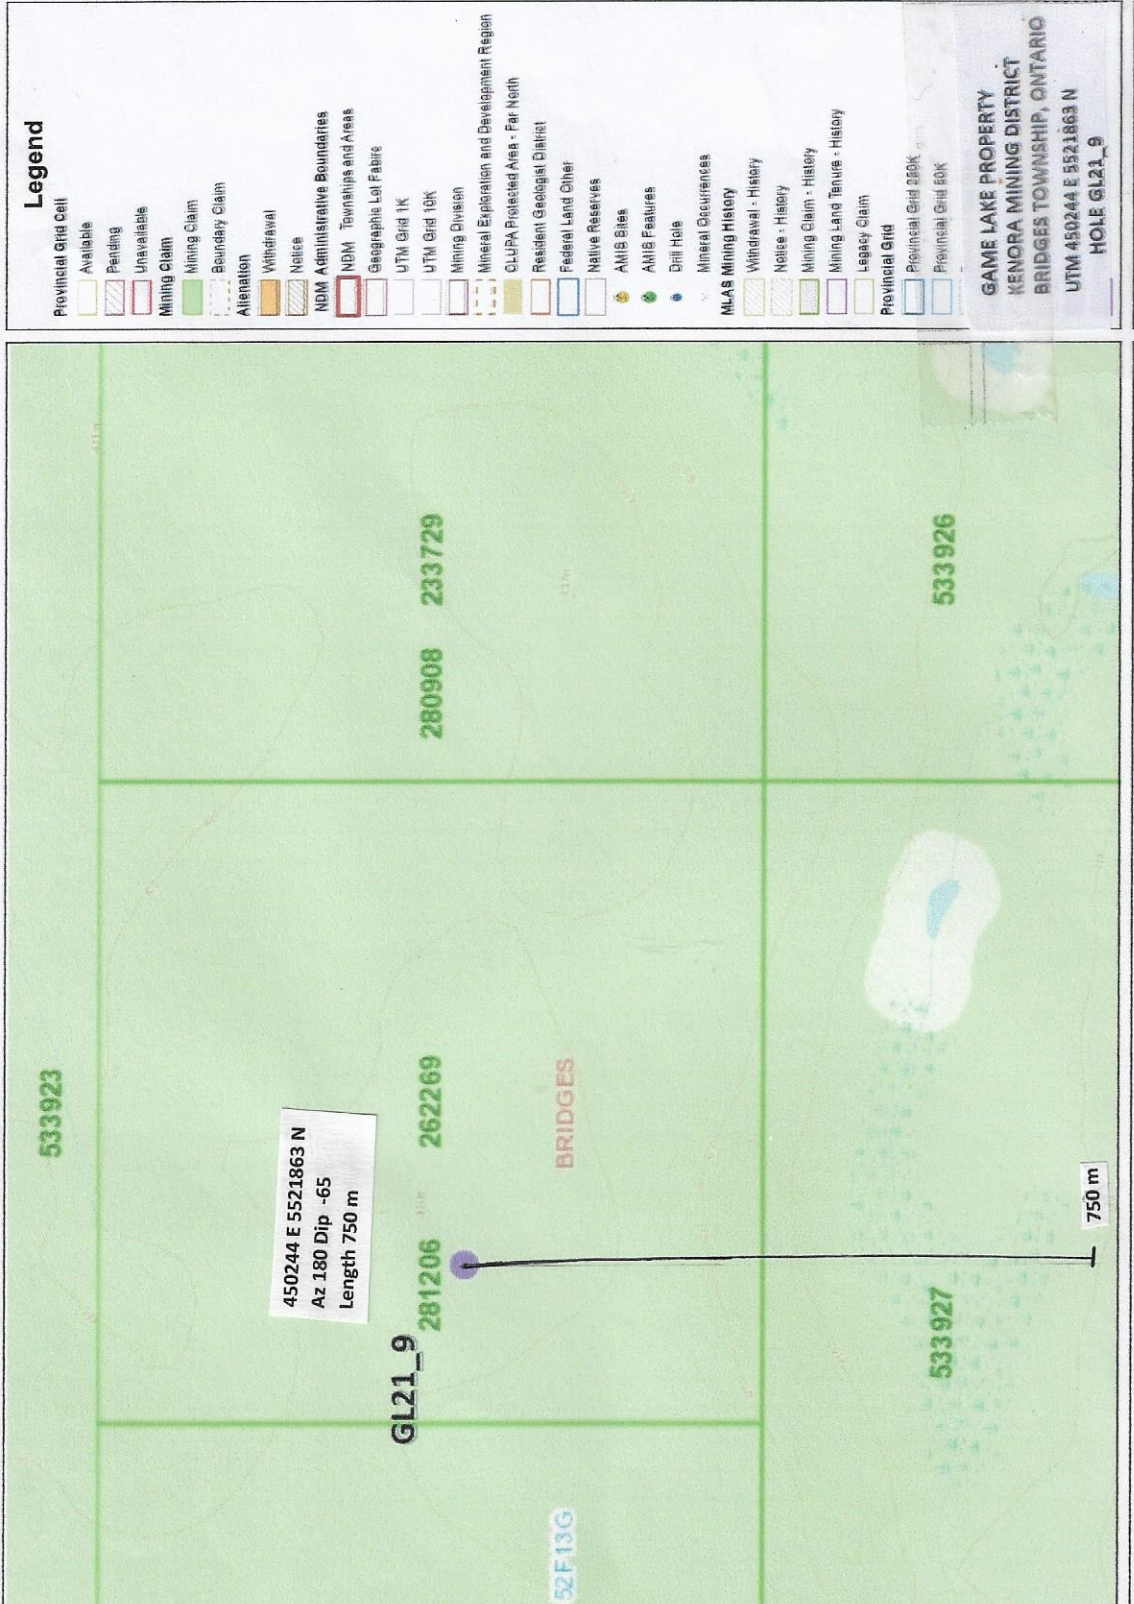 Legend
Provincial Grid Cell
Available
Pending
Unavailable
Mining Claim
Mining Claim
Boundary Claim
Alienation
Withdrawal
Notice
NDM Administrative Boundaries
NDM Townships and Areas
Geographic Lot Fabric
UTM Grid 1K
UTM Grid 10K
Mining Division
Mineral Exploration and Development Region
CLUPA Protected Area - Far North
Resident Geologist District
Federal Land Other
Native Reserves
AMIS Sites
AMIS Features
Drill Hole
Mineral Occurrences
MLAS Mining History
Withdrawal - History
Notice - History
Mining Claim - History
Mining Land Tenure - History
Legacy Claim
Provincial Grid
Provincial Grid 250K
Provincial Grid 50K
GAME LAKE PROPERTY
KENORA MINING DISTRICT
BRIDGES TOWNSHIP, ONTARIO
UTM 450244 E 5521863 N
HOLE GL21_9
533923
450244 E 5521863 N
Az 180 Dip -65
Length 750 m
GL21_9
281206 262269
280908 233729
52F13G
BRIDGES
533927
533926
750 m